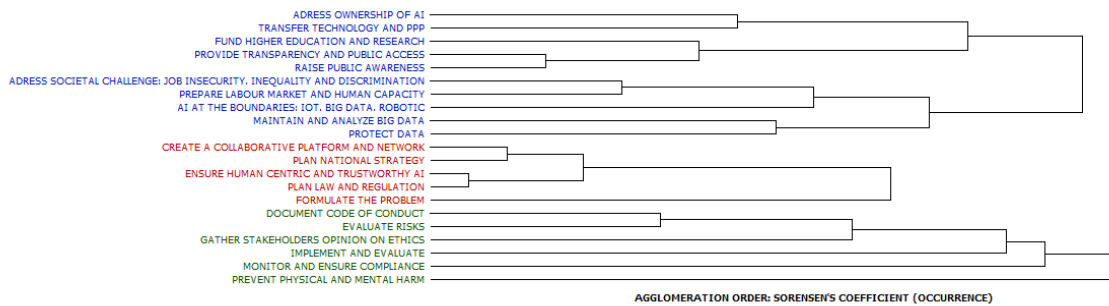 ADRESS OWNERSHIP OF AI
TRANSFER TECHNOLOGY AND PPP
FUND HIGHER EDUCATION AND RESEARCH
PROVIDE TRANSPARENCY AND PUBLIC ACCESS
RAISE PUBLIC AWARENESS
ADRESS SOCIETAL CHALLENGE: JOB INSECURITY. INEQUALITY AND DISCRIMINATION
PREPARE LABOUR MARKET AND HUMAN CAPACITY
AI AT THE BOUNDARIES: IOT. BIG DATA. ROBOTIC
MAINTAIN AND ANALYZE BIG DATA
PROTECT DATA
CREATE A COLLABORATIVE PLATFORM AND NETWORK
PLAN NATIONAL STRATEGY
ENSURE HUMAN CENTRIC AND TRUSTWORTHY AI
PLAN LAW AND REGULATION
FORMULATE THE PROBLEM
DOCUMENT CODE OF CONDUCT
EVALUATE RISKS
GATHER STAKEHOLDERS OPINION ON ETHICS
IMPLEMENT AND EVALUATE
MONITOR AND ENSURE COMPLIANCE
PREVENT PHYSICAL AND MENTAL HARM
AGGLOMERATION ORDER: SORENSEN'S COEFFICIENT (OCCURRENCE)